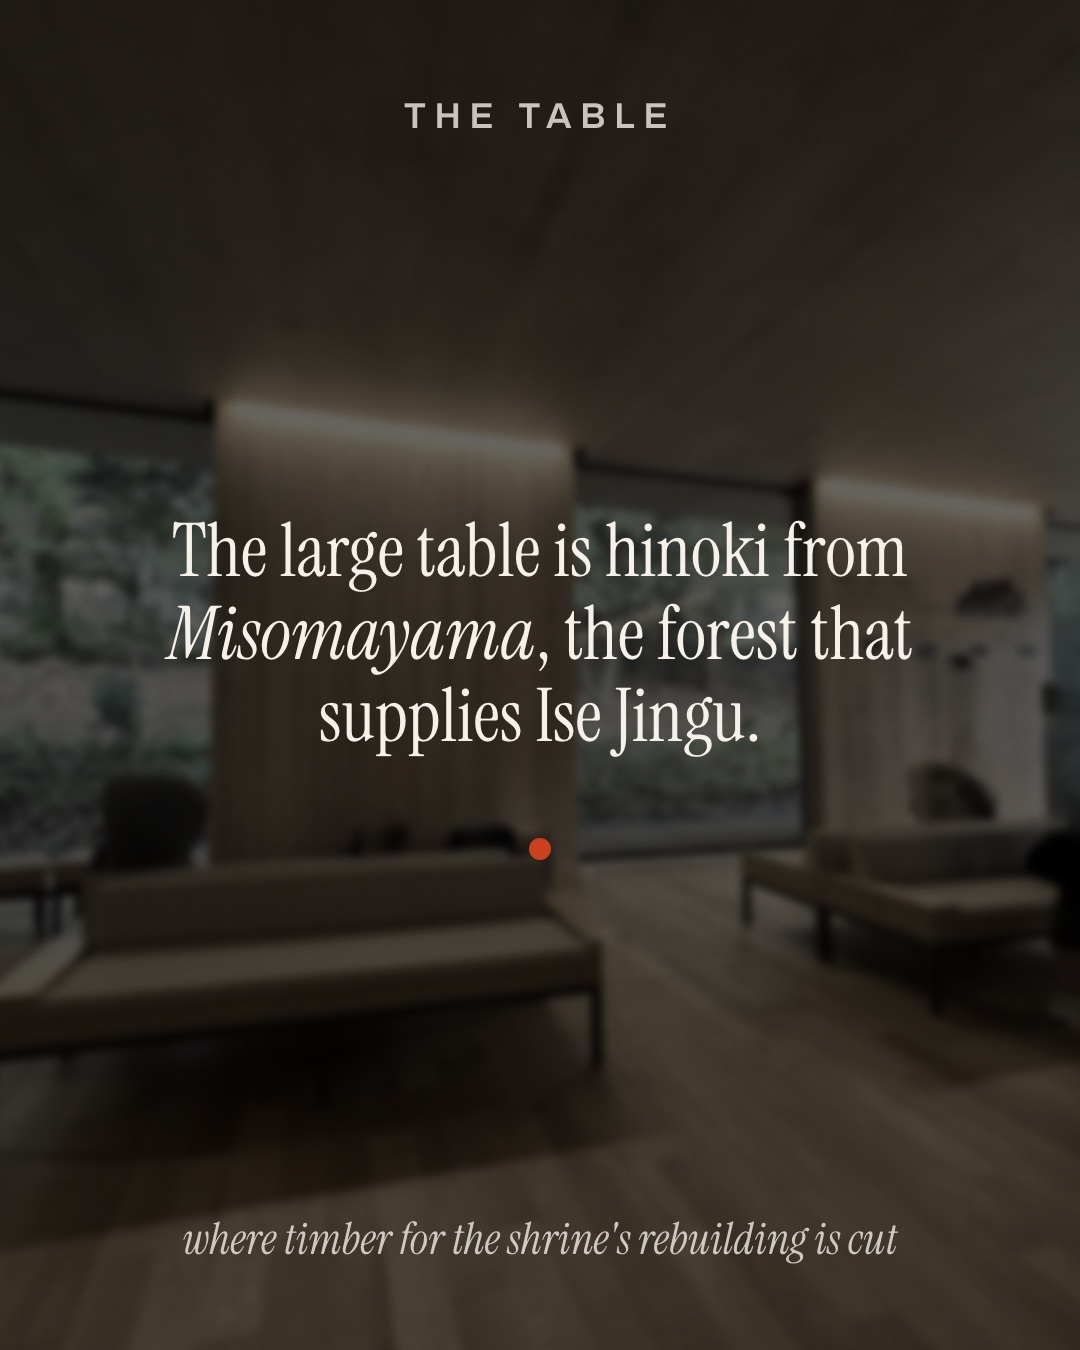 THE TABLE
The large table is hinoki from
Misomayama, the forest that
supplies Ise Jingu.
where timber for the shrine's rebuilding is cut